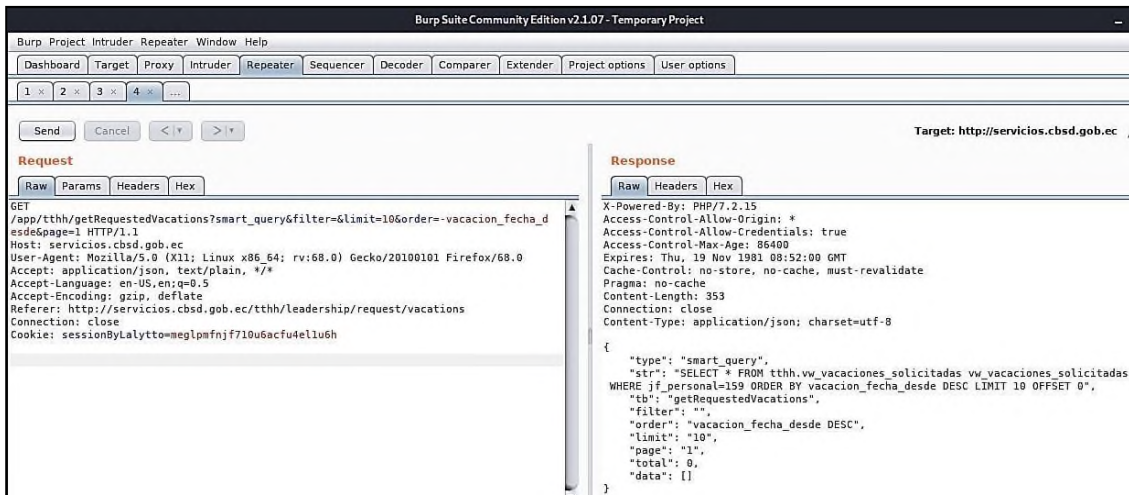 Burp Suite Community Edition v2.1.07 - Temporary Project
Burp Project Intruder Repeater Window Help
Dashboard Target Proxy Intruder Repeater Sequencer Decoder Comparer Extender Project options User options
1 × 2 × 3 × 4 × ...
Send Cancel < > Target: http://servicios.cbsd.gob.ec
Request
Raw Params Headers Hex
GET
/app/tthh/getRequestedVacations?smart_query&filter=&limit=10&order=-vacacion_fecha_d
esde&page=1 HTTP/1.1
Host: servicios.cbsd.gob.ec
User-Agent: Mozilla/5.0 (X11; Linux x86_64; rv:68.0) Gecko/20100101 Firefox/68.0
Accept: application/json, text/plain, */*
Accept-Language: en-US,en;q=0.5
Accept-Encoding: gzip, deflate
Referer: http://servicios.cbsd.gob.ec/tthh/leadership/request/vacations
Connection: close
Cookie: sessionByLalytto=meglpmfnjf710u6acfu4el1u6h
Response
Raw Headers Hex
X-Powered-By: PHP/7.2.15
Access-Control-Allow-Origin: *
Access-Control-Allow-Credentials: true
Access-Control-Max-Age: 86400
Expires: Thu, 19 Nov 1981 08:52:00 GMT
Cache-Control: no-store, no-cache, must-revalidate
Pragma: no-cache
Content-Length: 353
Connection: close
Content-Type: application/json; charset=utf-8
{
"type": "smart_query",
"str": "SELECT * FROM tthh.vw_vacaciones_solicitadas vw_vacaciones_solicitadas
WHERE jf_personal=159 ORDER BY vacacion_fecha_desde DESC LIMIT 10 OFFSET 0",
"tb": "getRequestedVacations",
"filter": "",
"order": "vacacion_fecha_desde DESC",
"limit": "10",
"page": "1",
"total": 0,
"data": []
}